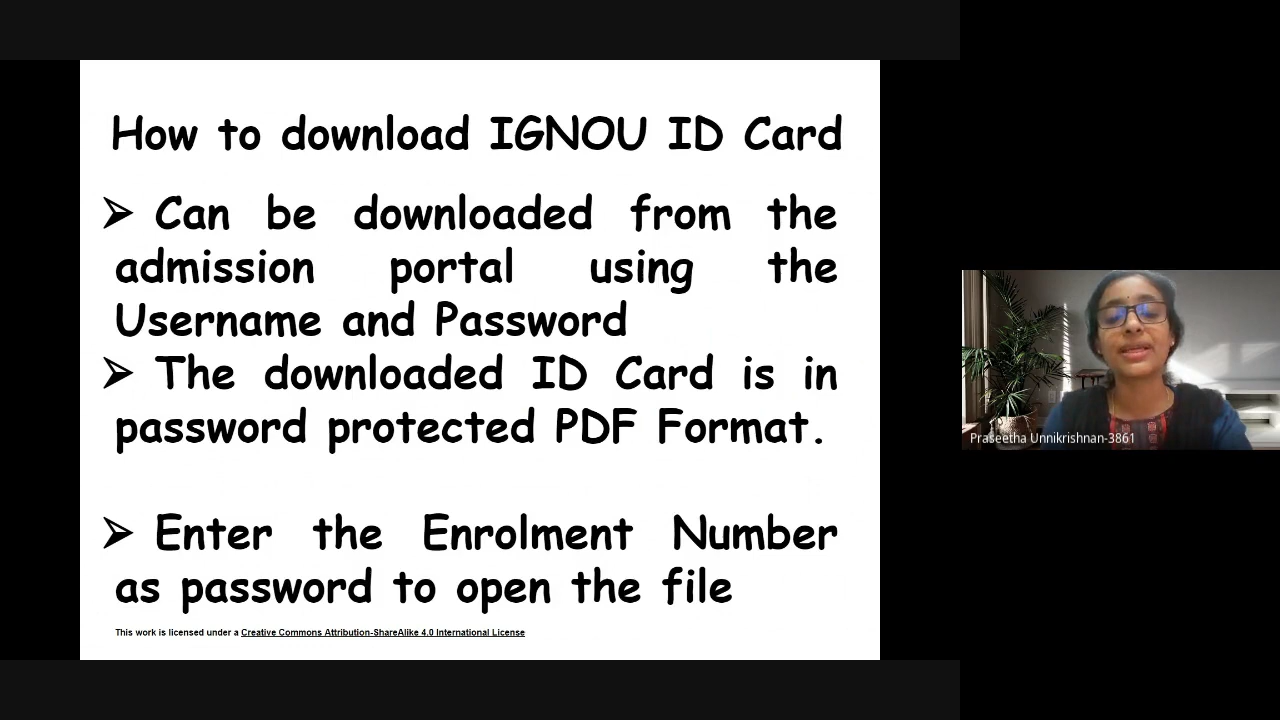 How to download IGNOU ID Card
➢ Can be downloaded from the
admission portal using the
Username and Password
➢ The downloaded ID Card is in
password protected PDF Format.
➢ Enter the Enrolment Number
as password to open the file
This work is licensed under a Creative Commons Attribution-ShareAlike 4.0 International License
Praseetha Unnikrishnan-3861